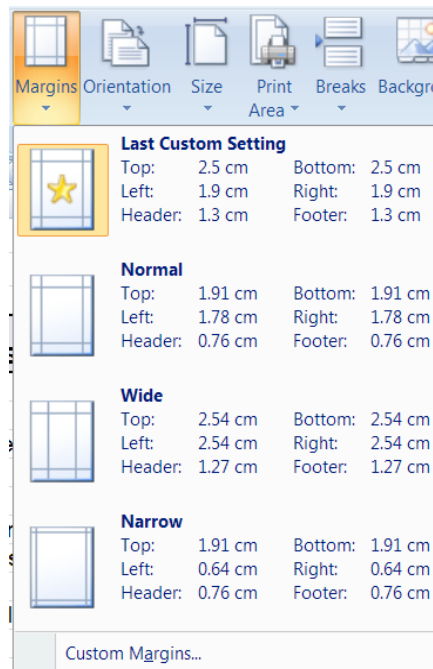 Margins Orientation Size Print Area Breaks Backgr
Last Custom Setting
Top: 2.5 cm Bottom: 2.5 cm
Left: 1.9 cm Right: 1.9 cm
Header: 1.3 cm Footer: 1.3 cm
Normal
Top: 1.91 cm Bottom: 1.91 cm
Left: 1.78 cm Right: 1.78 cm
Header: 0.76 cm Footer: 0.76 cm
Wide
Top: 2.54 cm Bottom: 2.54 cm
Left: 2.54 cm Right: 2.54 cm
Header: 1.27 cm Footer: 1.27 cm
Narrow
Top: 1.91 cm Bottom: 1.91 cm
Left: 0.64 cm Right: 0.64 cm
Header: 0.76 cm Footer: 0.76 cm
Custom Margins...